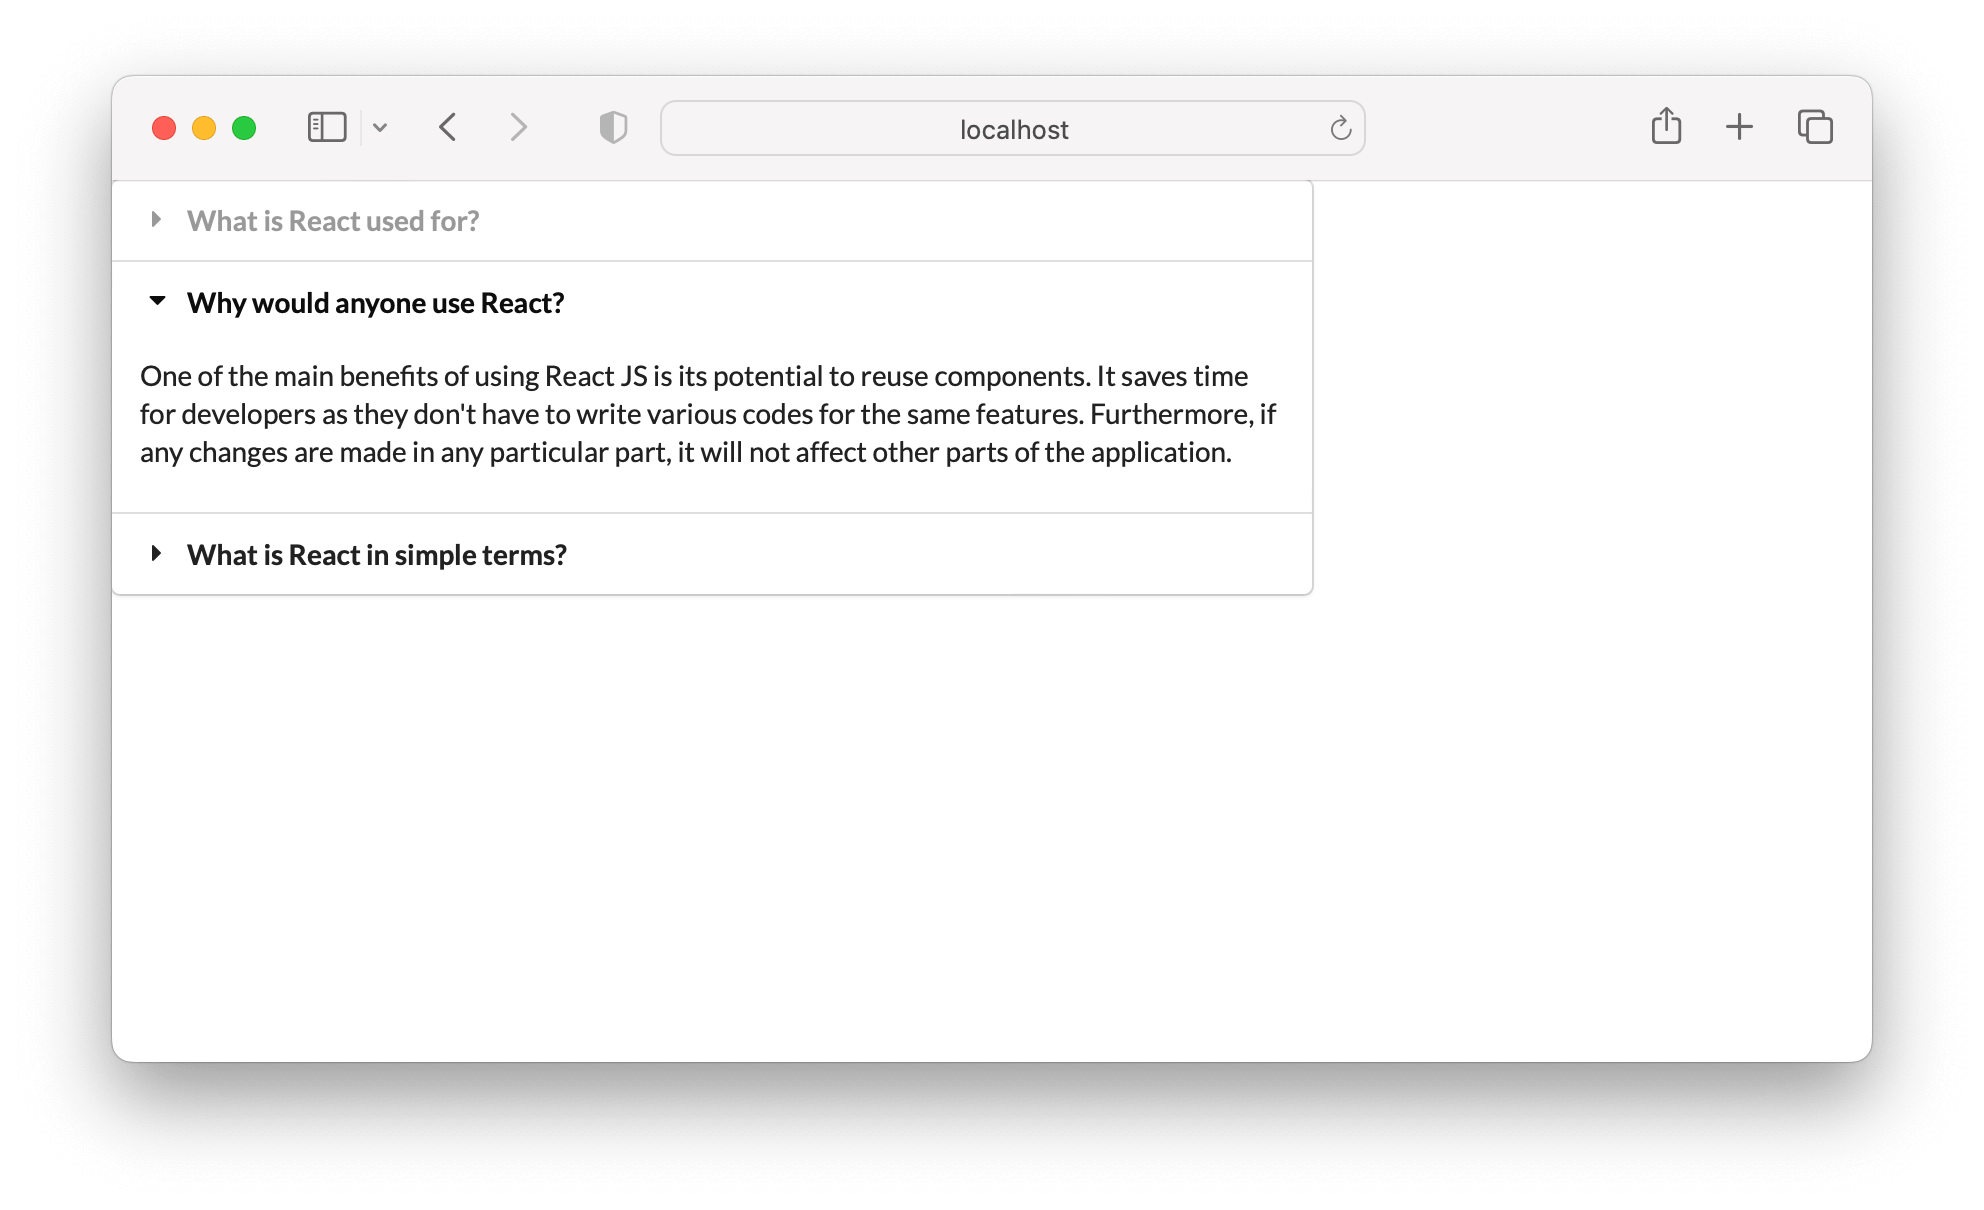 localhost
What is React used for?
Why would anyone use React?
One of the main benefits of using React JS is its potential to reuse components. It saves time
for developers as they don't have to write various codes for the same features. Furthermore, if
any changes are made in any particular part, it will not affect other parts of the application.
What is React in simple terms?